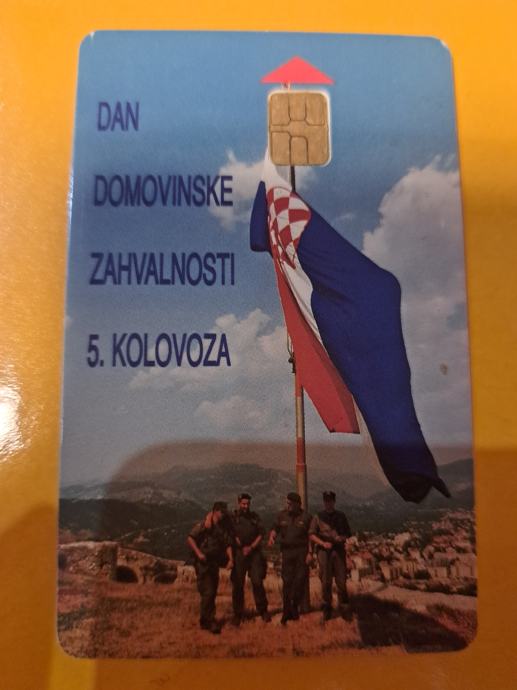 DAN
DOMOVINSKE
ZAHVALNOSTI
5. KOLOVOZA